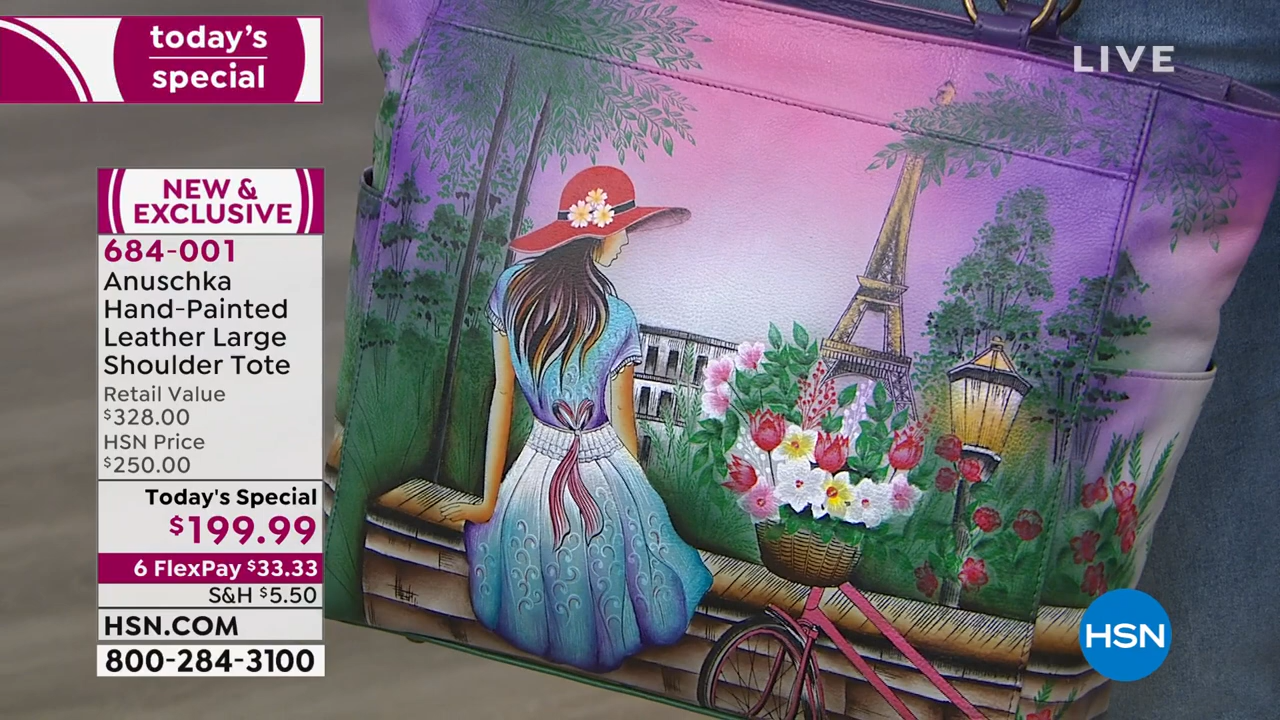 today's
special
LIVE
NEW &
EXCLUSIVE
684-001
Anuschka
Hand-Painted
Leather Large
Shoulder Tote
Retail Value
$328.00
HSN Price
$250.00
Today's Special
$199.99
6 FlexPay $33.33
S&H $5.50
HSN.COM
800-284-3100
HSN